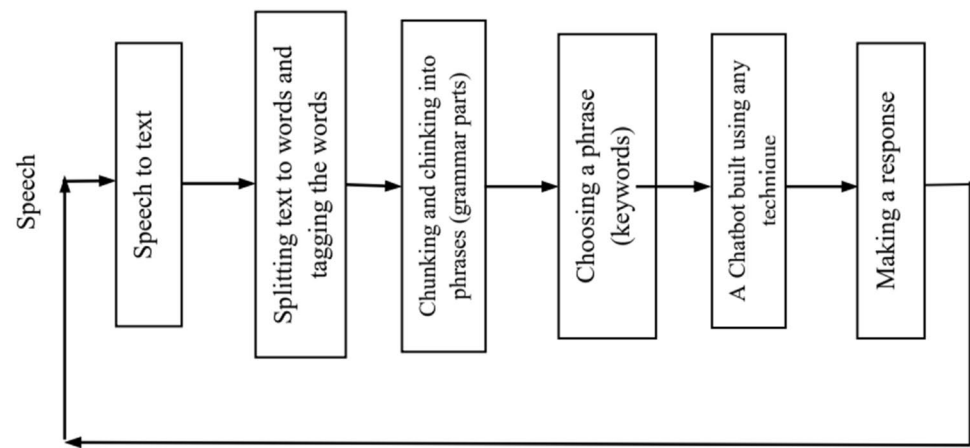 Speech
Speech to text
Splitting text to words and
tagging the words
Chunking and chinking into
phrases (grammar parts)
Choosing a phrase
(keywords)
A Chatbot built using any
technique
Making a response